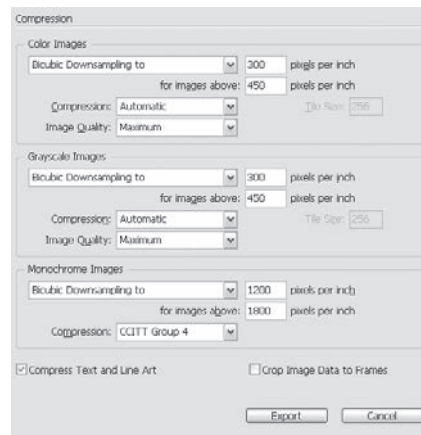 Compression
Color Images
Bicubic Downsampling to 300 pixels per inch
for images above: 450 pixels per inch
Compression: Automatic Tile Size: 256
Image Quality: Maximum
Grayscale Images
Bicubic Downsampling to 300 pixels per inch
for images above: 450 pixels per inch
Compression: Automatic Tile Size: 256
Image Quality: Maximum
Monochrome Images
Bicubic Downsampling to 1200 pixels per inch
for images above: 1800 pixels per inch
Compression: CCITT Group 4
Compress Text and Line Art Crop Image Data to Frames
Export Cancel